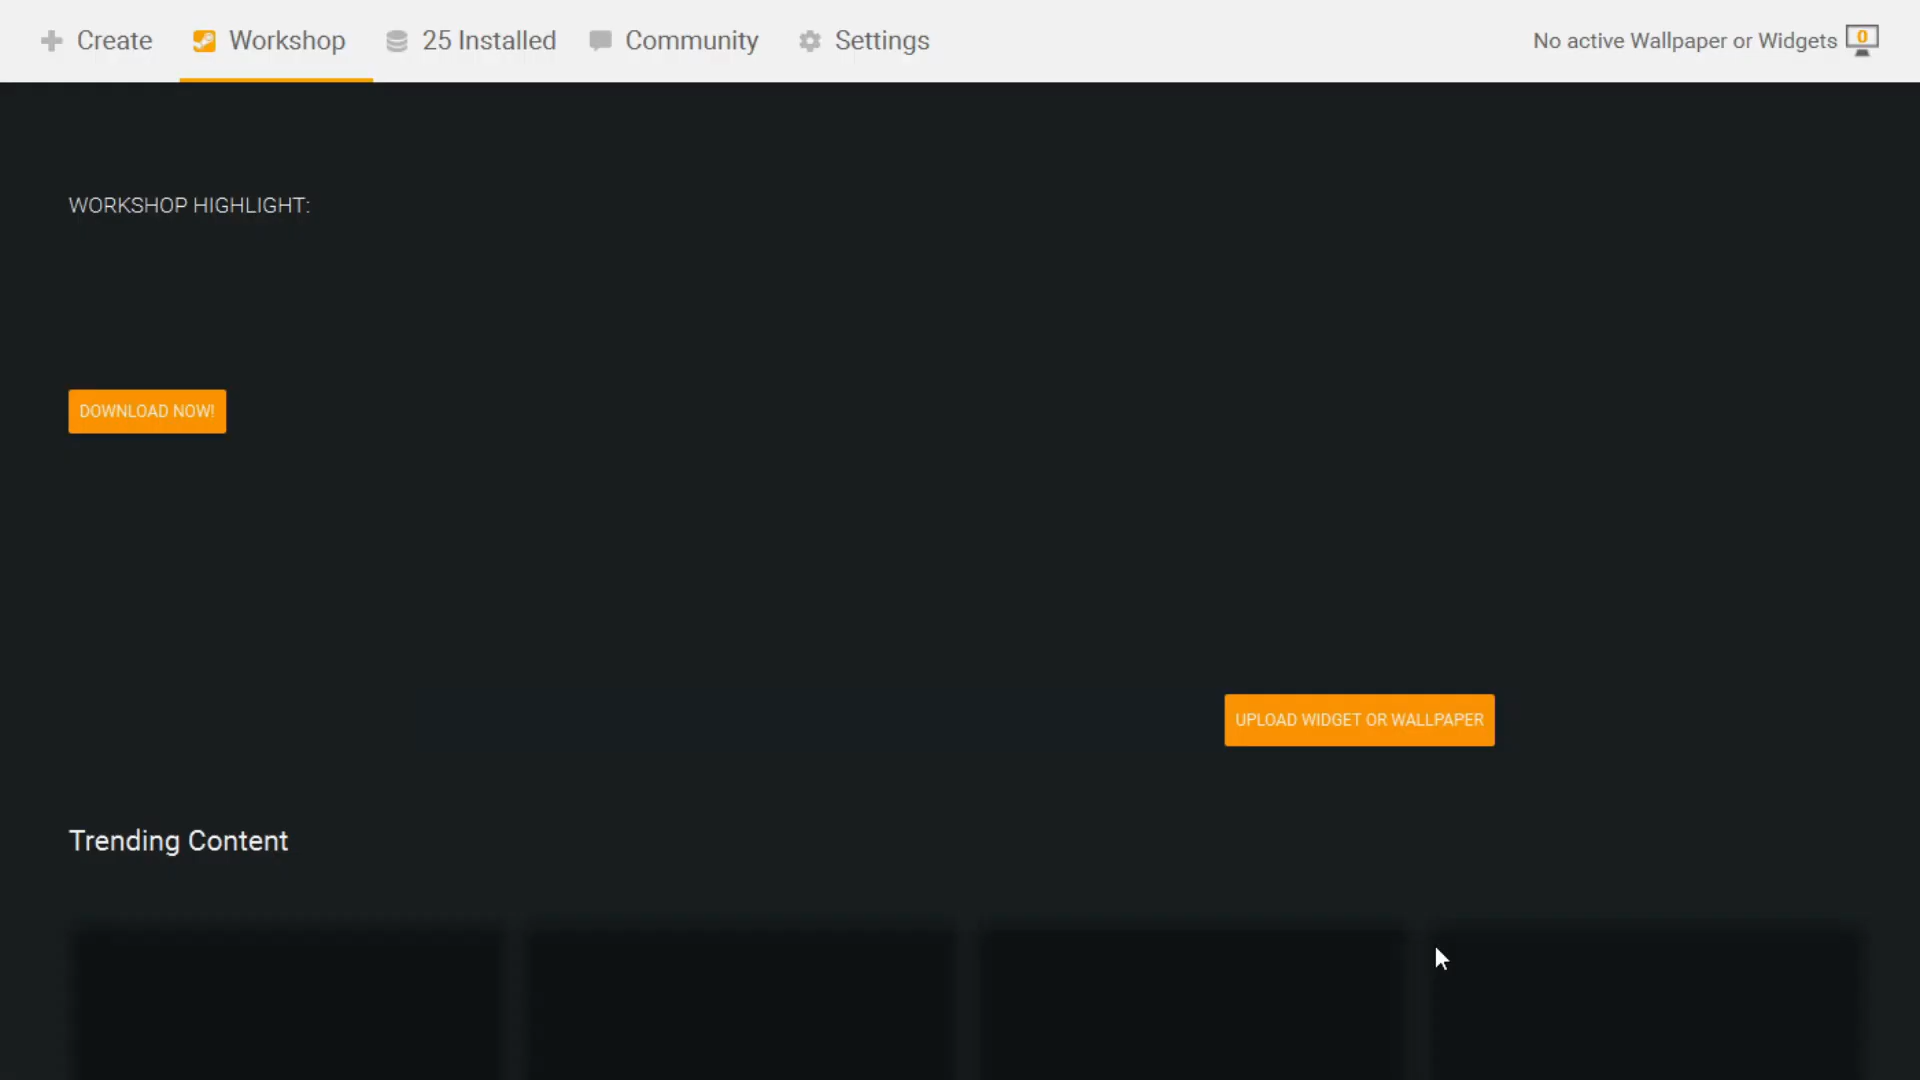 Create
Workshop
25 Installed
Community
Settings
No active Wallpaper or Widgets
0
WORKSHOP HIGHLIGHT:
DOWNLOAD NOW!
UPLOAD WIDGET OR WALLPAPER
Trending Content